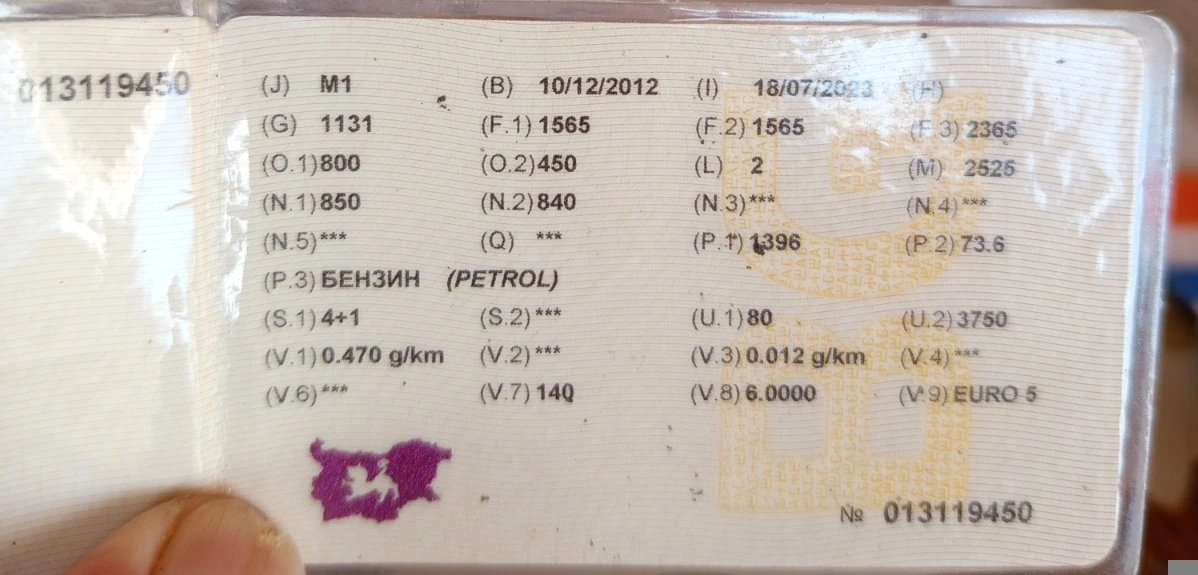 013119450
(J) M1 (B) 10/12/2012 (I) 18/07/2023 (H)
(G) 1131 (F.1) 1565 (F.2) 1565 (F.3) 2365
(O.1) 800 (O.2) 450 (L) 2 (M) 2525
(N.1) 850 (N.2) 840 (N.3) *** (N.4) ***
(N.5) *** (Q) *** (P.1) 1396 (P.2) 73.6
(P.3) БЕНЗИН (PETROL)
(S.1) 4+1 (S.2) *** (U.1) 80 (U.2) 3750
(V.1) 0.470 g/km (V.2) *** (V.3) 0.012 g/km (V.4) ***
(V.6) *** (V.7) 140 (V.8) 6.0000 (V.9) EURO 5
№ 013119450